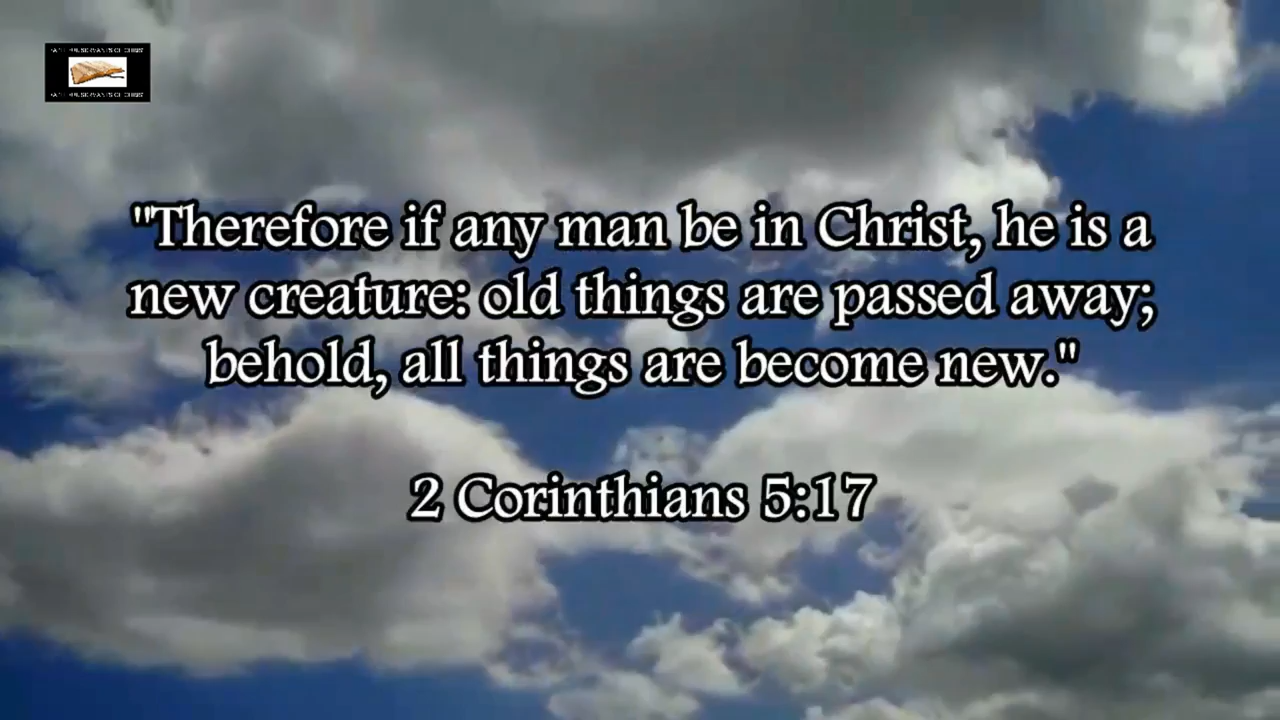 "Therefore if any man be in Christ, he is a
new creature: old things are passed away;
behold, all things are become new."
2 Corinthians 5:17